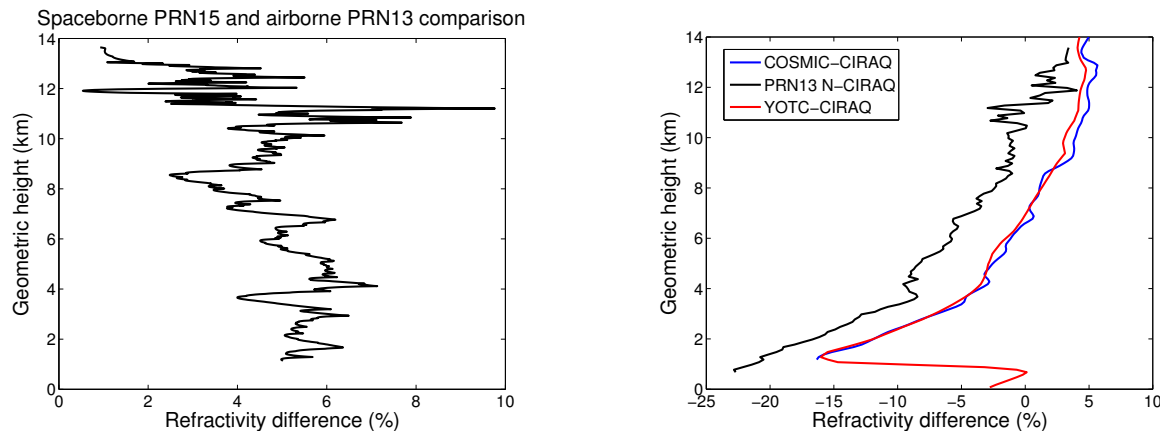 Spaceborne PRN15 and airborne PRN13 comparison
14
12
10
8
6
4
2
0
Geometric height (km)
0 2 4 6 8 10
Refractivity difference (%)
14
12
10
8
6
4
2
0
Geometric height (km)
COSMIC−CIRAQ
PRN13 N−CIRAQ
YOTC−CIRAQ
−25 −20 −15 −10 −5 0 5 10
Refractivity difference (%)